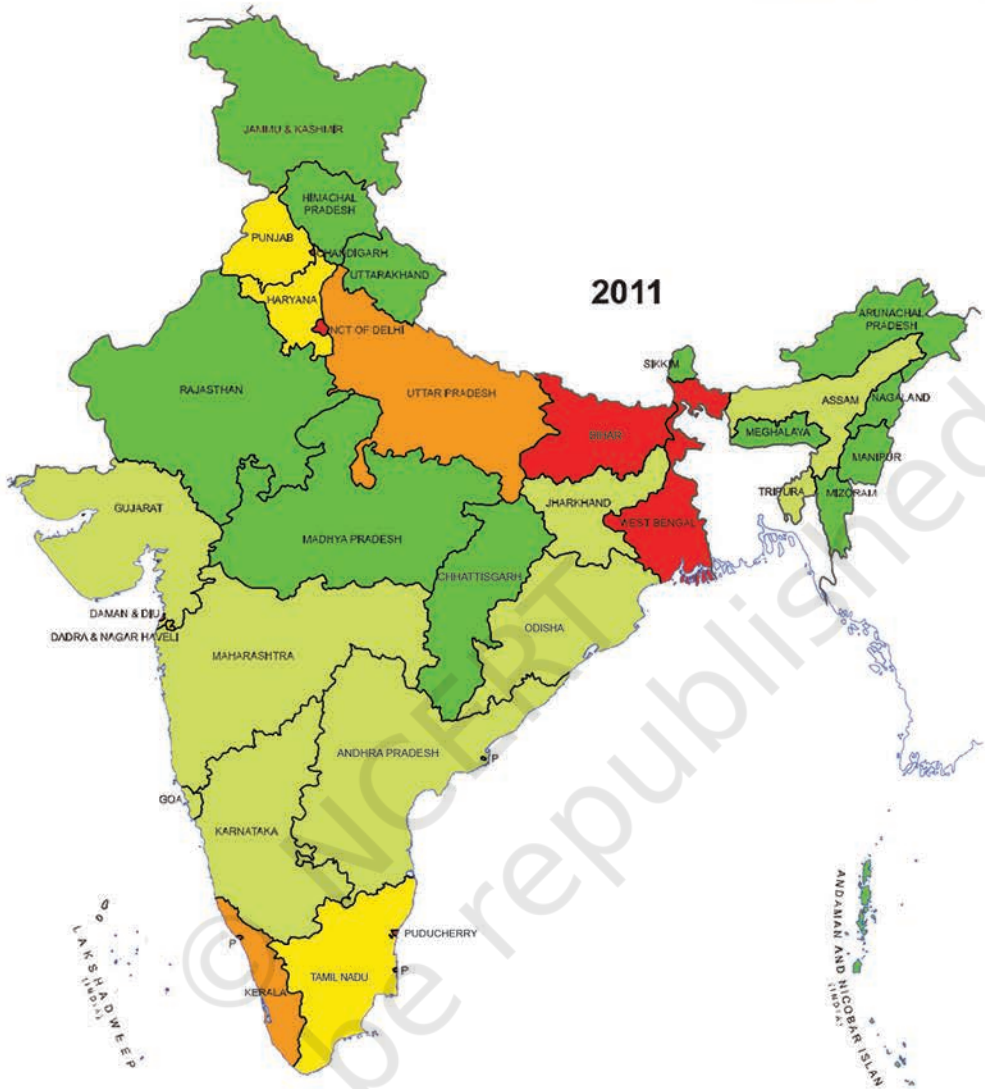 JAMMU & KASHMIR
HIMACHAL
PRADESH
PUNJAB
CHANDIGARH
UTTARAKHAND
HARYANA
2011
NCT OF DELHI
ARUNACHAL
PRADESH
SIKKIM
RAJASTHAN
UTTAR PRADESH
ASSAM
NAGALAND
BIHAR
MEGHALAYA
MANIPUR
TRIPURA
MIZORAM
GUJARAT
JHARKHAND
WEST BENGAL
MADHYA PRADESH
CHHATTISGARH
DAMAN & DIU
DADRA & NAGAR HAVELI
ODISHA
MAHARASHTRA
ANDHRA PRADESH
P
GOA
KARNATAKA
PUDUCHERRY
P
P
TAMIL NADU
KERALA
LAKSHADWEEP
(INDIA)
ANDAMAN AND NICOBAR ISLAN
(INDIA)
© NCERT
be republished